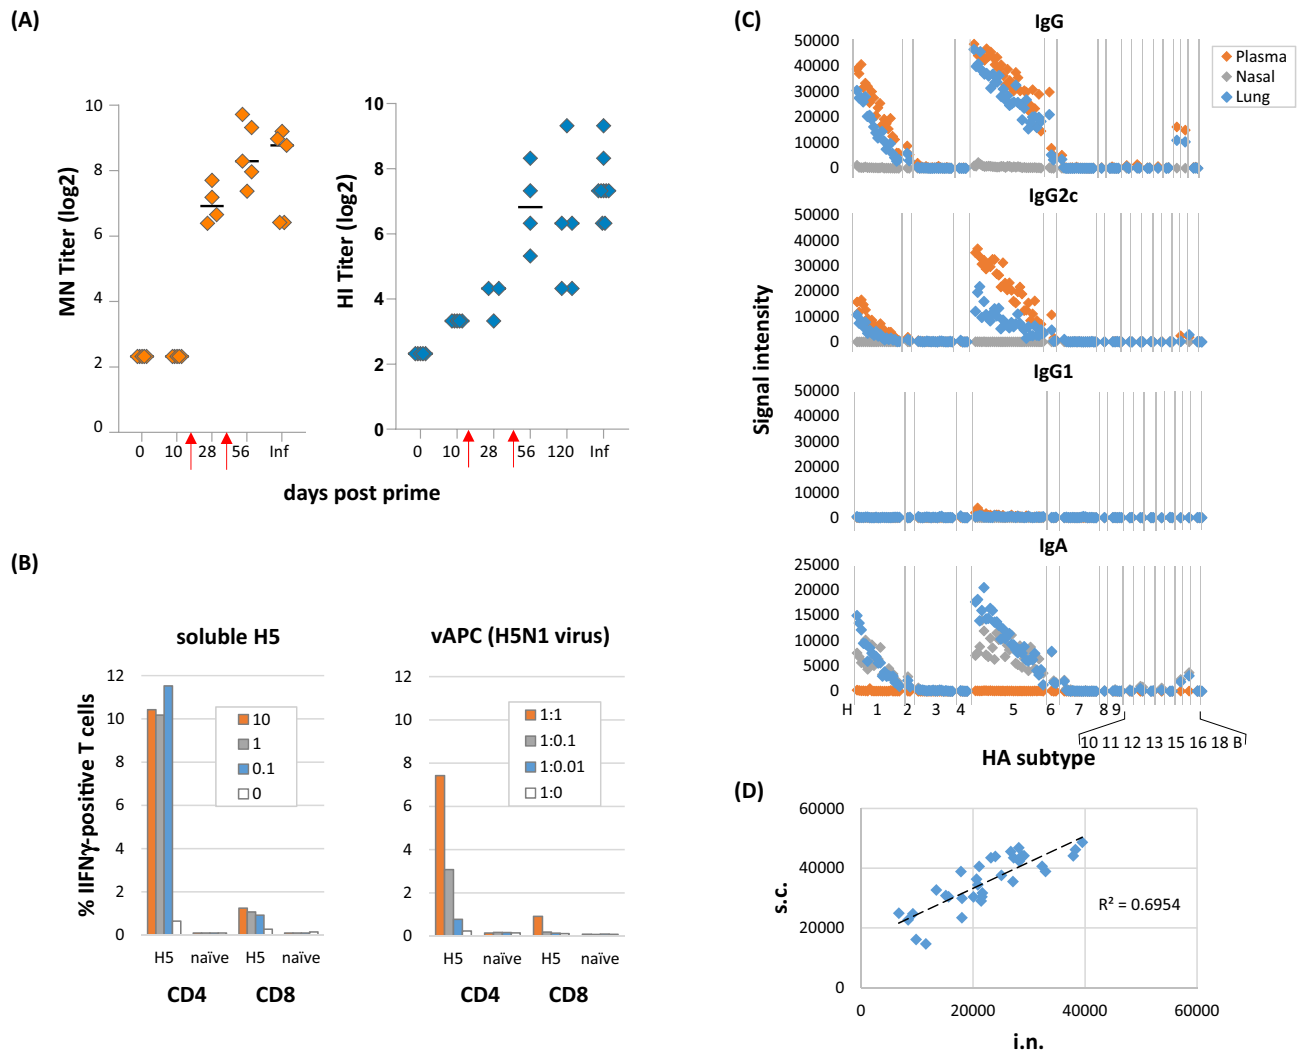 (A)
MN Titer (log2)
10
8
6
4
2
0
0 10 28 56 Inf
HI Titer (log2)
10
8
6
4
2
0
0 10 28 56 120 Inf
days post prime
(B)
soluble H5
% IIFNγ-positive T cells
12
10
8
6
4
2
0
10
1
0.1
0
H5 naïve H5 naïve
CD4 CD8
vAPC (H5N1 virus)
12
10
8
6
4
2
0
1:1
1:0.1
1:0.01
1:0
H5 naïve H5 naïve
CD4 CD8
(C)
Signal intensity
IgG
50000
40000
30000
20000
10000
0
Plasma
Nasal
Lung
IgG2c
50000
40000
30000
20000
10000
0
IgG1
50000
40000
30000
20000
10000
0
IgA
25000
20000
15000
10000
5000
0
H 1 2 3 4 5 6 7 8 9
10 11 12 13 15 16 18 B
HA subtype
(D)
s.c.
60000
40000
20000
0
R² = 0.6954
0 20000 40000 60000
i.n.